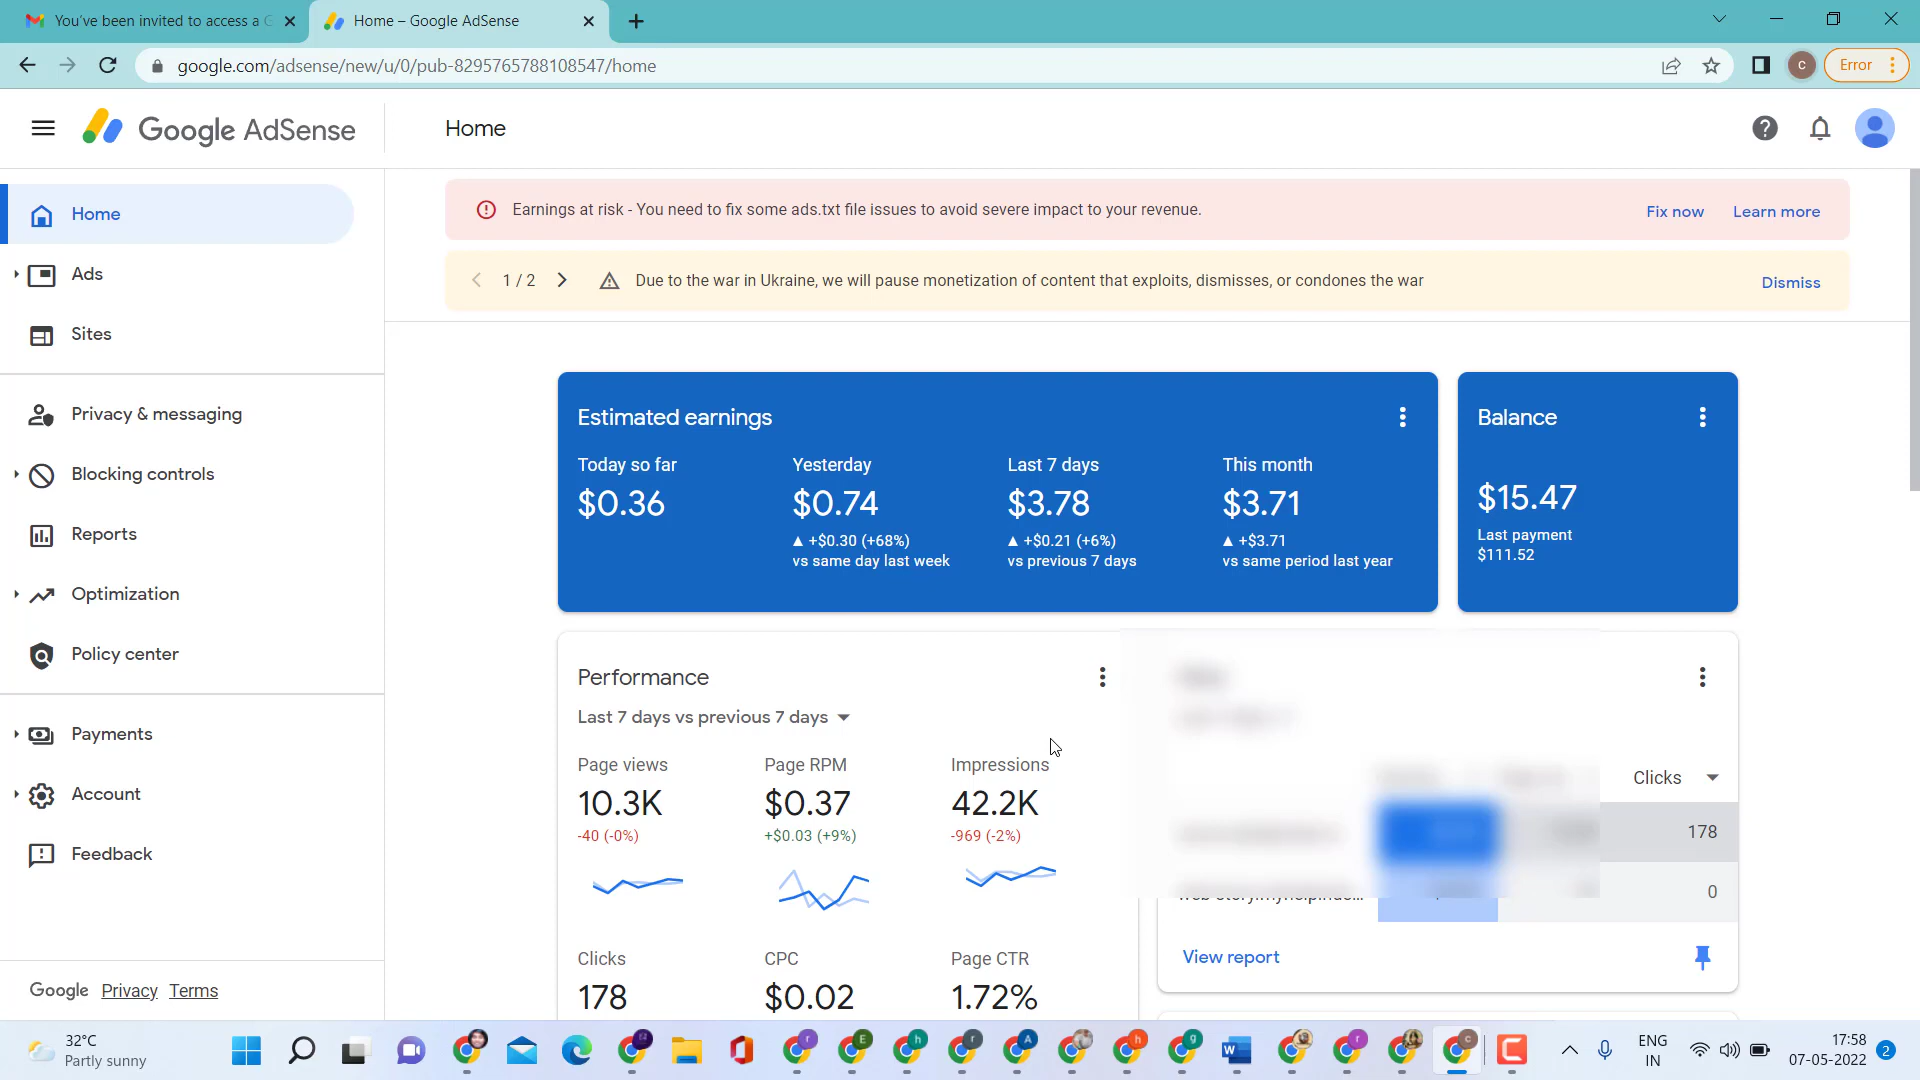 You've been invited to access a G
Home – Google AdSense
google.com/adsense/new/u/0/pub-8295765788108547/home
c
Error
Google AdSense
Home
Earnings at risk - You need to fix some ads.txt file issues to avoid severe impact to your revenue.
Fix now
Learn more
1 / 2
Due to the war in Ukraine, we will pause monetization of content that exploits, dismisses, or condones the war
Dismiss
Home
Ads
Sites
Privacy & messaging
Blocking controls
Reports
Optimization
Policy center
Payments
Account
Feedback
Google Privacy Terms
Estimated earnings
Today so far
$0.36
Yesterday
$0.74
+$0.30 (+68%)
vs same day last week
Last 7 days
$3.78
+$0.21 (+6%)
vs previous 7 days
This month
$3.71
+$3.71
vs same period last year
Balance
$15.47
Last payment
$111.52
Performance
Last 7 days vs previous 7 days
Page views
10.3K
-40 (-0%)
Page RPM
$0.37
+$0.03 (+9%)
Impressions
42.2K
-969 (-2%)
Clicks
178
CPC
$0.02
Page CTR
1.72%
Clicks
178
0
View report
32°C
Partly sunny
r
E
h
r
A
h
g
W
r
c
ENG
IN
17:58
07-05-2022
2